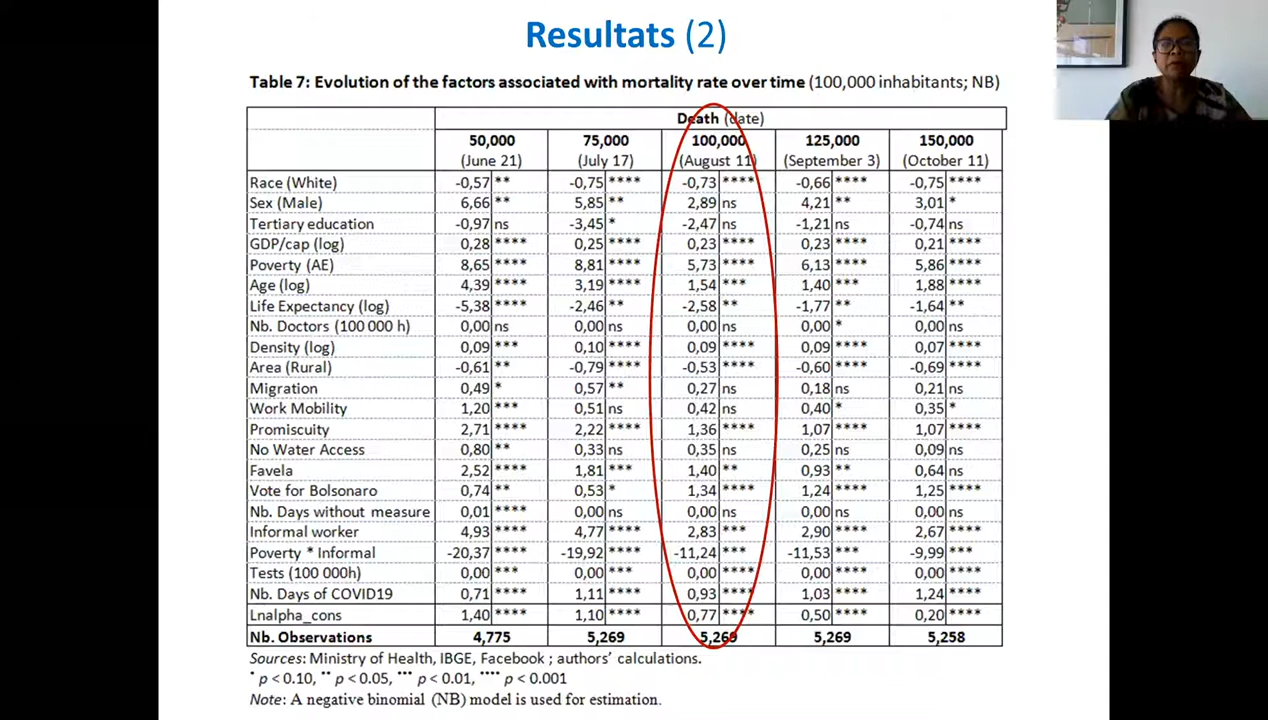 Resultats (2)
Table 7: Evolution of the factors associated with mortality rate over time (100,000 inhabitants; NB)
Death (date)
50,000 75,000 100,000 125,000 150,000
(June 21) (July 17) (August 11) (September 3) (October 11)
Race (White) -0,57 ** -0,75 **** -0,73 **** -0,66 **** -0,75 ****
Sex (Male) 6,66 ** 5,85 ** 2,89 ns 4,21 ** 3,01 *
Tertiary education -0,97 ns -3,45 * -2,47 ns -1,21 ns -0,74 ns
GDP/cap (log) 0,28 **** 0,25 **** 0,23 **** 0,23 **** 0,21 ****
Poverty (AE) 8,65 **** 8,81 **** 5,73 **** 6,13 **** 5,86 ****
Age (log) 4,39 **** 3,19 **** 1,54 *** 1,40 *** 1,88 ****
Life Expectancy (log) -5,38 **** -2,46 ** -2,58 ** -1,77 ** -1,64 **
Nb. Doctors (100 000 h) 0,00 ns 0,00 ns 0,00 ns 0,00 * 0,00 ns
Density (log) 0,09 *** 0,10 **** 0,09 **** 0,09 **** 0,07 ****
Area (Rural) -0,61 ** -0,79 **** -0,53 **** -0,60 **** -0,69 ****
Migration 0,49 * 0,57 ** 0,27 ns 0,18 ns 0,21 ns
Work Mobility 1,20 *** 0,51 ns 0,42 ns 0,40 * 0,35 *
Promiscuity 2,71 **** 2,22 **** 1,36 **** 1,07 **** 1,07 ****
No Water Access 0,80 ** 0,33 ns 0,35 ns 0,25 ns 0,09 ns
Favela 2,52 **** 1,81 *** 1,40 ** 0,93 ** 0,64 ns
Vote for Bolsonaro 0,74 ** 0,53 * 1,34 **** 1,24 **** 1,25 ****
Nb. Days without measure 0,01 **** 0,00 ns 0,00 ns 0,00 ns 0,00 ns
Informal worker 4,93 **** 4,77 **** 2,83 *** 2,90 **** 2,67 ****
Poverty * Informal -20,37 **** -19,92 **** -11,24 *** -11,53 *** -9,99 ***
Tests (100 000h) 0,00 *** 0,00 *** 0,00 **** 0,00 **** 0,00 ****
Nb. Days of COVID19 0,71 **** 1,11 **** 0,93 **** 1,03 **** 1,24 ****
Lnalpha_cons 1,40 **** 1,10 **** 0,77 **** 0,50 **** 0,20 ****
Nb. Observations 4,775 5,269 5,269 5,269 5,258
Sources: Ministry of Health, IBGE, Facebook ; authors' calculations.
* p < 0.10, ** p < 0.05, *** p < 0.01, **** p < 0.001
Note: A negative binomial (NB) model is used for estimation.